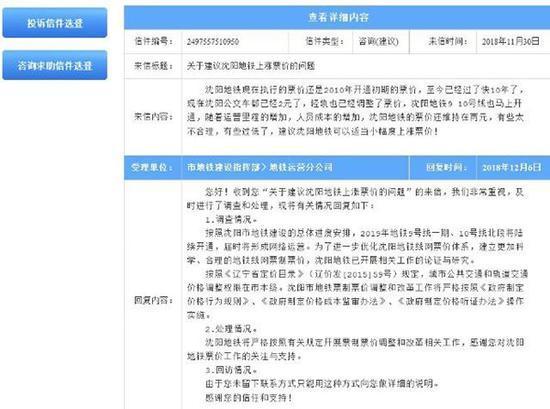 投诉信件选登
咨询求助信件选登
查看详细内容
信件编号： 2497557510950 信件类型： 咨询(建议) 来信时间： 2018年11月30日
来信标题： 关于建议沈阳地铁上涨票价的问题
来信内容：
沈阳地铁现在执行的票价还是2010年开通初期的票价，至今已经过了快10年了，
现在沈阳公交车都已经2元了，轻轨也已经调整了票价，沈阳地铁9 10号线也马上开
通，随着运营里程的增加，人员成本的增加，沈阳地铁的票价还维持在两元，有些太
不合理，有些过低了，建议沈阳地铁可以适当小幅度上涨票价！
受理单位： 市地铁建设指挥部>地铁运营分公司 回复时间： 2018年12月6日
回复内容：
您好！收到您“关于建议沈阳地铁上涨票价的问题”的来信，我们非常重视，及
时进行了调查和处理，现将有关情况回复如下：
1.调查情况。
按照沈阳市地铁建设的总体进度安排，2019年地铁9号线一期、10号线北段将陆
续开通，届时将形成网络运营。为了进一步优化沈阳地铁线网票价体系，建立更加科
学、合理的地铁线网票制票价，沈阳地铁已开展相关工作的论证与研究。
按照《辽宁省定价目录》（辽价发[2015]59号）规定，城市公共交通和轨道交通
价格调整权限在市本级。沈阳市地铁票制票价调整和改革工作将严格按照《政府制定
价格行为规则》、《政府制定价格成本监审办法》、《政府制定价格听证办法》操作
实施。
2.处理情况。
沈阳地铁将严格按照有关规定开展票制票价调整和改革相关工作，感谢您对沈阳
地铁票价工作的关注与支持。
3.回访情况。
由于您未留下联系方式只能用这种方式向您做详细的说明。
感谢您的信任和支持！